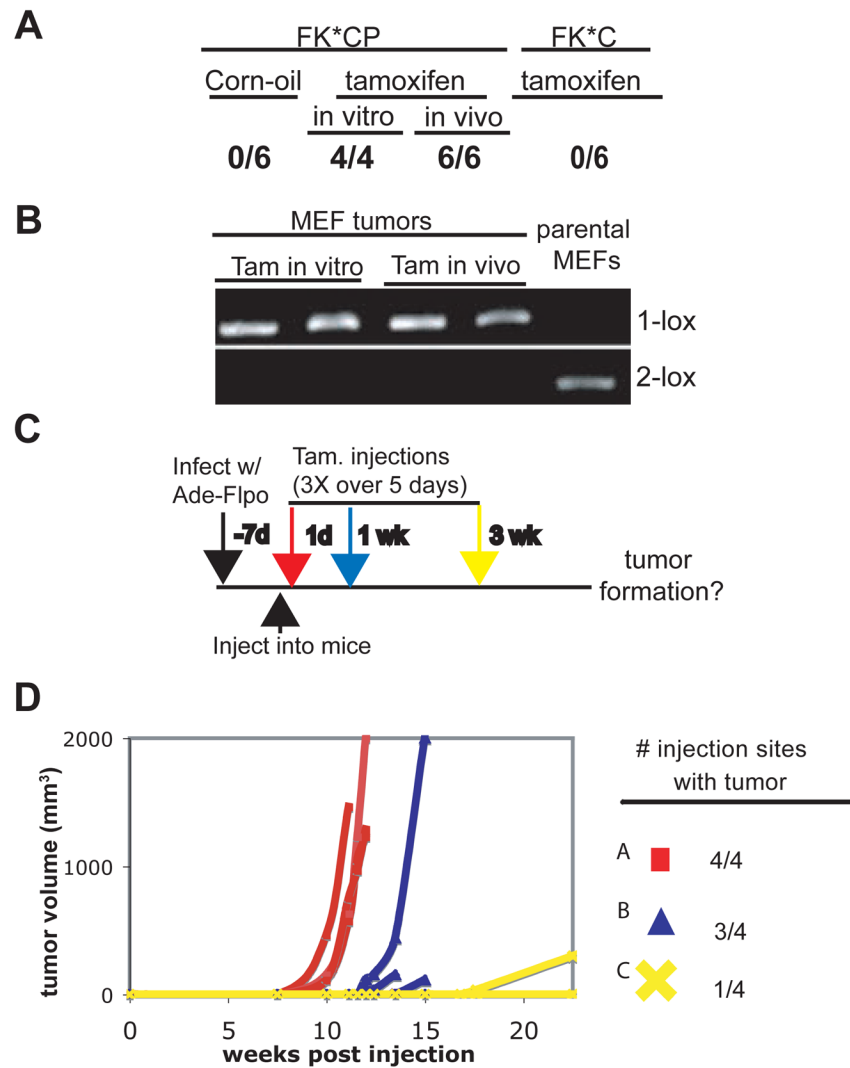 A
FK*CP FK*C
Corn-oil tamoxifen tamoxifen
in vitro in vivo
0/6 4/4 6/6 0/6
B
MEF tumors
parental
MEFs
Tam in vitro Tam in vivo
1-lox
2-lox
C
Infect w/
Ade-Flpo
Tam. injections
(3X over 5 days)
-7d 1d 1 wk 3 wk
tumor
formation?
Inject into mice
D
2000
1000
0
tumor volume (mm³)
0 5 10 15 20
weeks post injection
# injection sites
with tumor
A 4/4
B 3/4
C 1/4